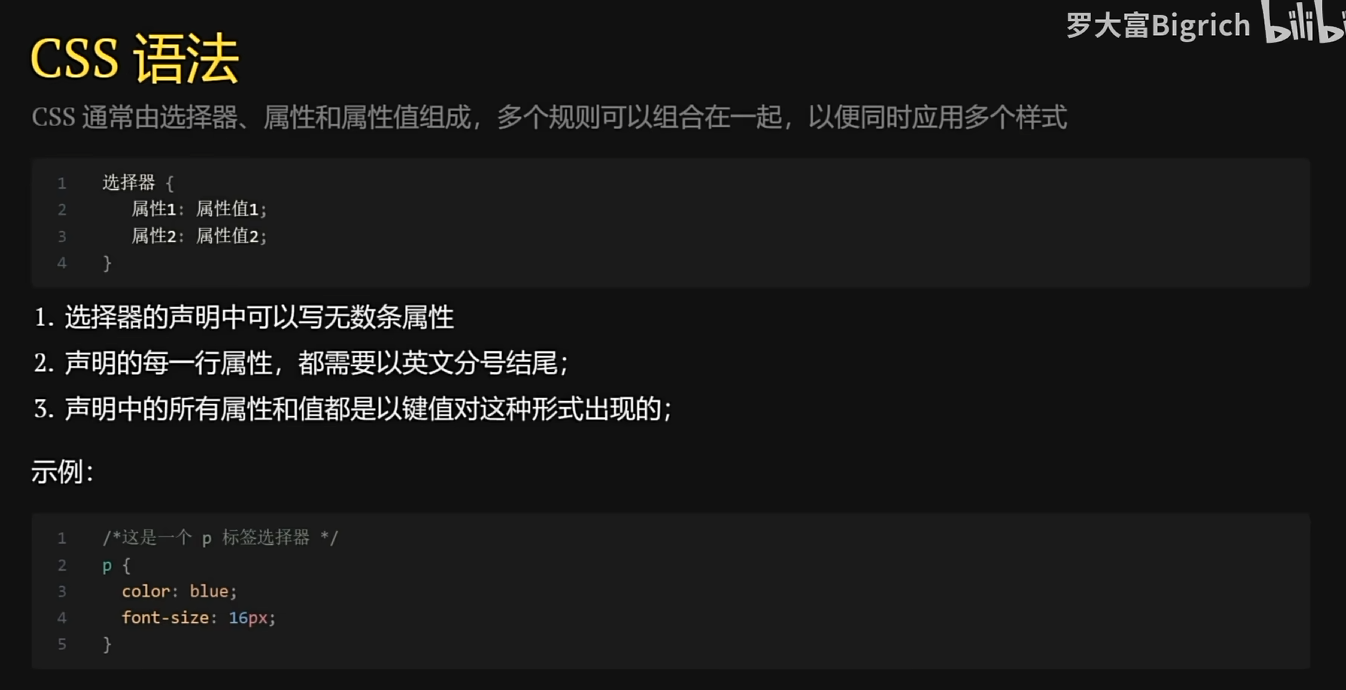 罗大富Bigrich
CSS 语法
CSS 通常由选择器、属性和属性值组成，多个规则可以组合在一起，以便同时应用多个样式
1 选择器 {
2 属性1: 属性值1;
3 属性2: 属性值2;
4 }
1. 选择器的声明中可以写无数条属性
2. 声明的每一行属性，都需要以英文分号结尾；
3. 声明中的所有属性和值都是以键值对这种形式出现的；
示例：
1 /*这是一个 p 标签选择器 */
2 p {
3 color: blue;
4 font-size: 16px;
5 }